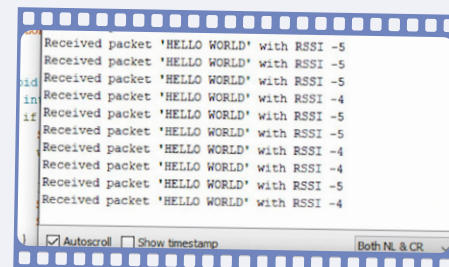 Received packet 'HELLO WORLD' with RSSI -5
Received packet 'HELLO WORLD' with RSSI -5
Received packet 'HELLO WORLD' with RSSI -5
Received packet 'HELLO WORLD' with RSSI -4
Received packet 'HELLO WORLD' with RSSI -5
Received packet 'HELLO WORLD' with RSSI -5
Received packet 'HELLO WORLD' with RSSI -4
Received packet 'HELLO WORLD' with RSSI -4
Received packet 'HELLO WORLD' with RSSI -5
Received packet 'HELLO WORLD' with RSSI -4
if
Autoscroll Show timestamp Both NL & CR